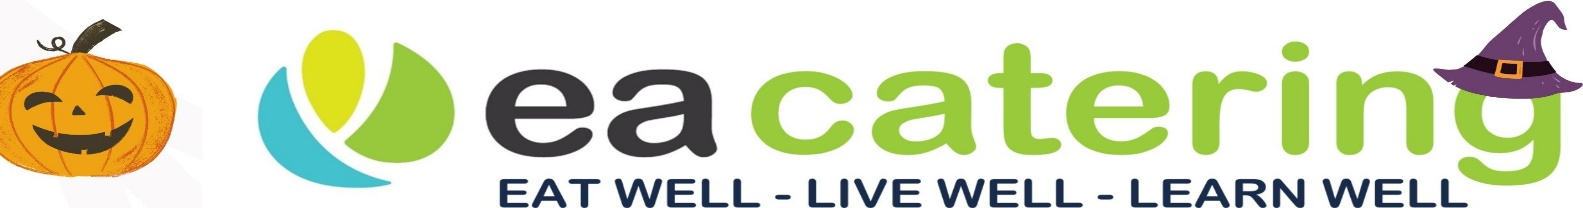 ea catering
EAT WELL - LIVE WELL - LEARN WELL